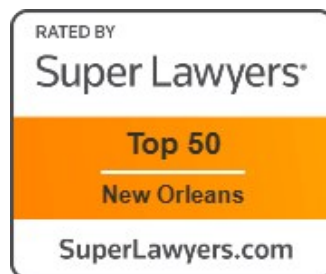 RATED BY
Super Lawyers®
Top 50
New Orleans
SuperLawyers.com